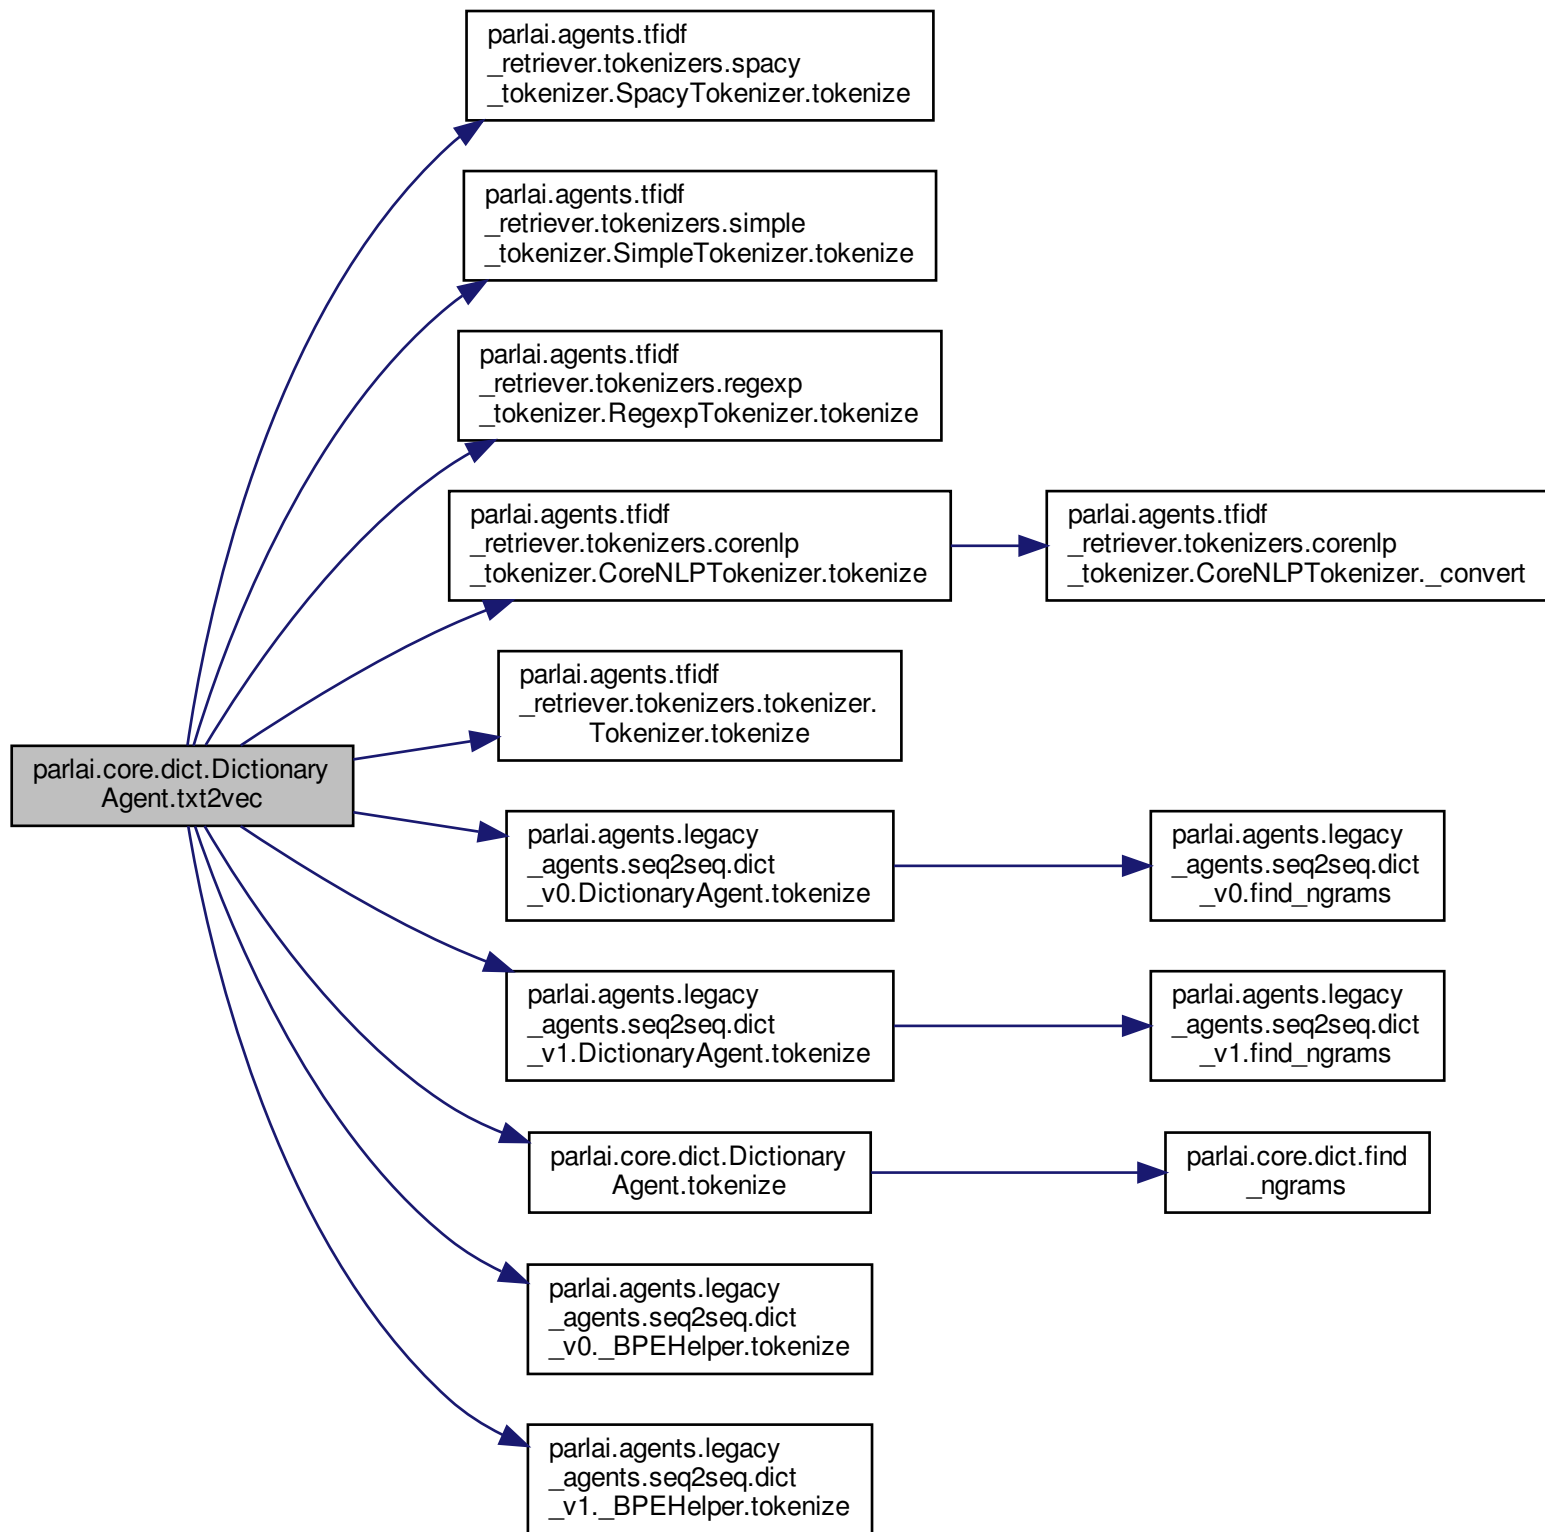 parlai.agents.tfidf
_retriever.tokenizers.spacy
_tokenizer.SpacyTokenizer.tokenize
parlai.agents.tfidf
_retriever.tokenizers.simple
_tokenizer.SimpleTokenizer.tokenize
parlai.agents.tfidf
_retriever.tokenizers.regexp
_tokenizer.RegexpTokenizer.tokenize
parlai.agents.tfidf
_retriever.tokenizers.corenlp
_tokenizer.CoreNLPTokenizer.tokenize
parlai.agents.tfidf
_retriever.tokenizers.corenlp
_tokenizer.CoreNLPTokenizer._convert
parlai.agents.tfidf
_retriever.tokenizers.tokenizer.
Tokenizer.tokenize
parlai.core.dict.Dictionary
Agent.txt2vec
parlai.agents.legacy
_agents.seq2seq.dict
_v0.DictionaryAgent.tokenize
parlai.agents.legacy
_agents.seq2seq.dict
_v0.find_ngrams
parlai.agents.legacy
_agents.seq2seq.dict
_v1.DictionaryAgent.tokenize
parlai.agents.legacy
_agents.seq2seq.dict
_v1.find_ngrams
parlai.core.dict.Dictionary
Agent.tokenize
parlai.core.dict.find
_ngrams
parlai.agents.legacy
_agents.seq2seq.dict
_v0._BPEHelper.tokenize
parlai.agents.legacy
_agents.seq2seq.dict
_v1._BPEHelper.tokenize